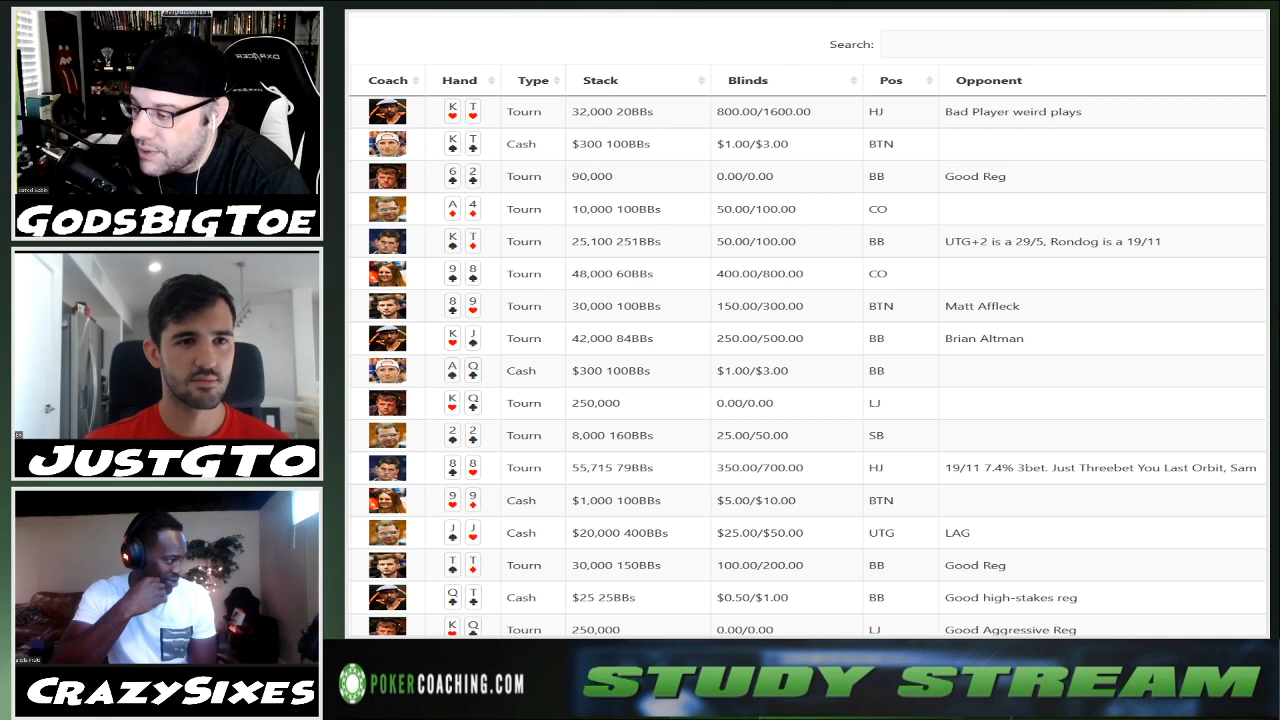 GodsBigToe
JustGTO
CrazySixes
Search:
Coach Hand Type Stack Blinds Pos Opponent
K T Tourn 32,000 20BBs 800.00/1600.00 HJ Bad Player weird plays
K T Cash $300 100BBs $1.00/$3.00 BTN
6 2 Tourn 90,000 0.00/0.00 BB Good Reg
A 4 Tourn 10,000 100BBs 50.00/100.00 CO
K T Tourn 25,100 251BBs 50.00/100.00 BB UTG+2 is a 29/5, Rondog is a 19/11
9 8 Tourn 48,000 60BBs 400.00/800.00 CO
8 9 Tourn 30,000 100BBs 150.00/300.00 BTN Matt Affleck
K J Tourn 42,000 84BBs 250.00/500.00 BB Brian Altman
A Q Cash $300 100BBs $1.00/$3.00 BB
K Q Tourn 250,000 0.00/0.00 LJ
2 2 Tourn 8,000 160BBs 25.00/50.00 SB
8 8 Tourn 55,715 79BBs 350.00/700.00 HJ 19/11 7.4% 3bet. Just Threebet You Last Orbit, Sam
9 9 Cash $1,000 100BBs $5.00/$10.00 BTN
J J Cash $20,000 400BBs $25.00/$50.00 UTG LAG
T T Tourn 30,000 150BBs 100.00/200.00 BB Good Reg
Q T Cash $25 25BBs $0.50/$1.00 BB Good high-stakes reg
K Q Tourn 250,000 0.00/0.00 LJ Good Aggressive Reg
POKERCOACHING.COM
STUDY STREAM